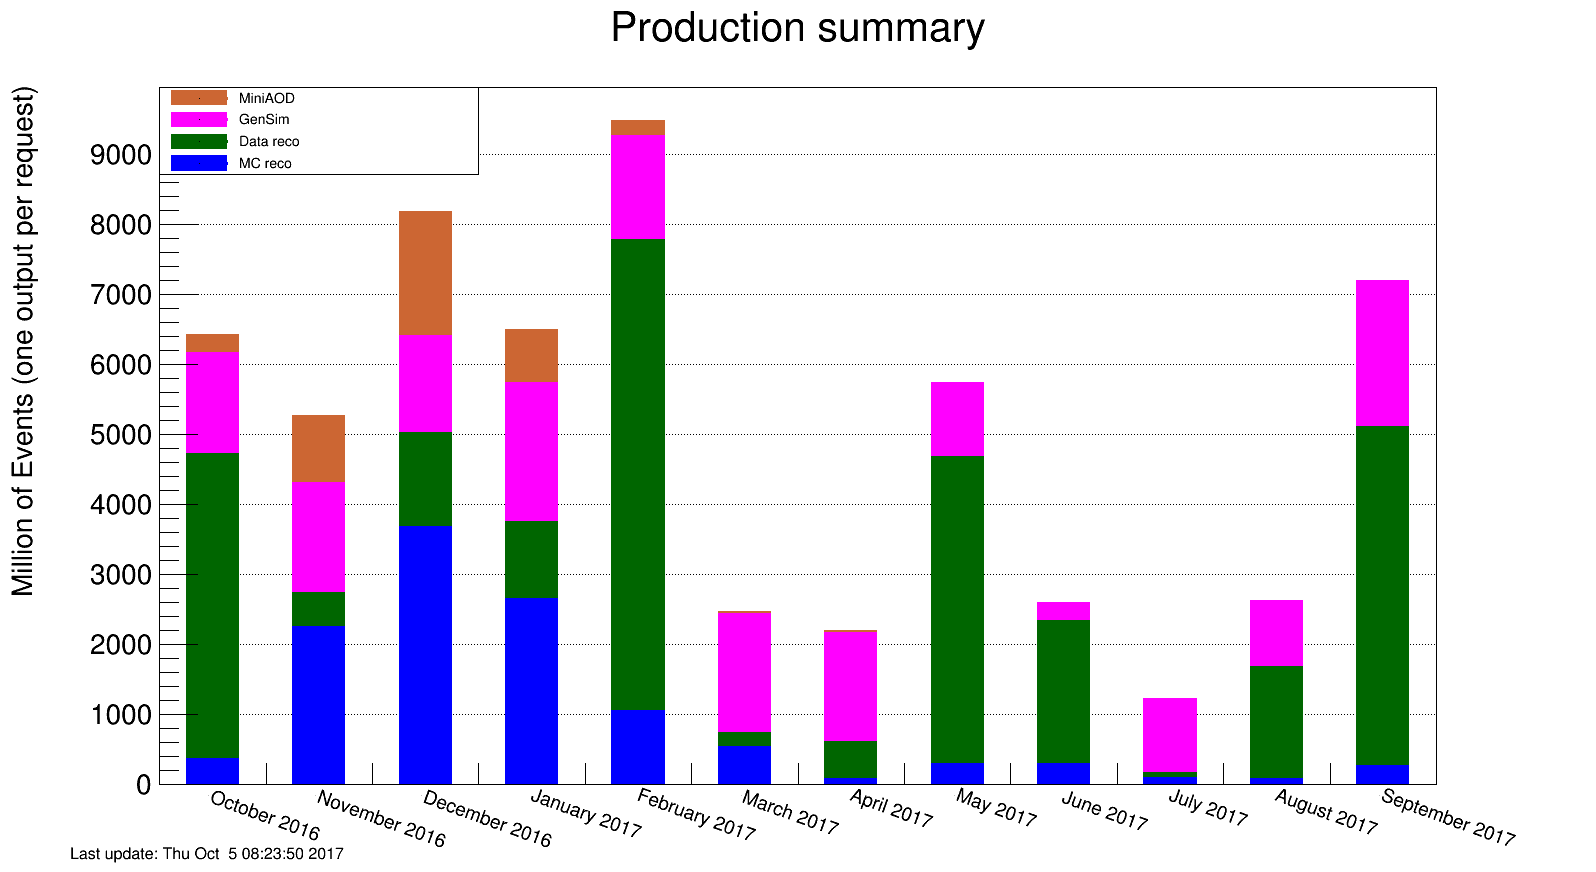 Production summary
Million of Events (one output per request)
MiniAOD
GenSim
Data reco
MC reco
9000
8000
7000
6000
5000
4000
3000
2000
1000
0
October 2016
November 2016
December 2016
January 2017
February 2017
March 2017
April 2017
May 2017
June 2017
July 2017
August 2017
September 2017
Last update: Thu Oct  5 08:23:50 2017